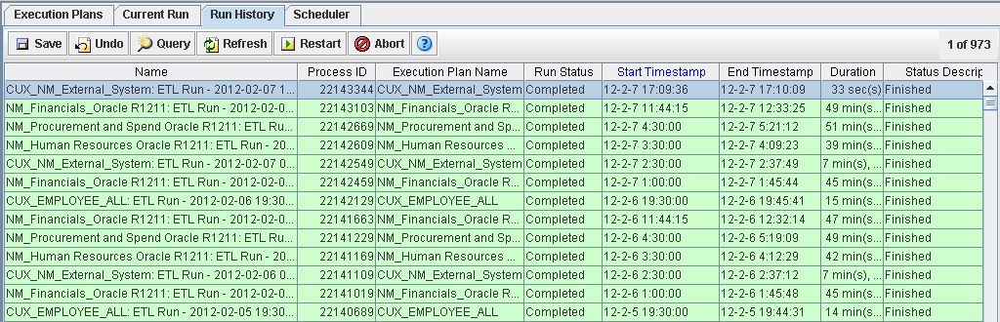 Execution Plans Current Run Run History Scheduler
Save Undo Query Refresh Restart Abort ? 1 of 973
Name Process ID Execution Plan Name Run Status Start Timestamp End Timestamp Duration Status Descrip
CUX_NM_External_System: ETL Run - 2012-02-07 1... 22143344 CUX_NM_External_System Completed 12-2-7 17:09:36 12-2-7 17:10:09 33 sec(s) Finished
NM_Financials_Oracle R1211: ETL Run - 2012-02-0... 22143103 NM_Financials_Oracle R... Completed 12-2-7 11:44:15 12-2-7 12:33:25 49 min(s... Finished
NM_Procurement and Spend Oracle R1211: ETL Ru... 22142669 NM_Procurement and Sp... Completed 12-2-7 4:30:00 12-2-7 5:21:12 51 min(s... Finished
NM_Human Resources Oracle R1211: ETL Run - 20... 22142609 NM_Human Resources ... Completed 12-2-7 3:30:00 12-2-7 4:09:23 39 min(s... Finished
CUX_NM_External_System: ETL Run - 2012-02-07 0... 22142549 CUX_NM_External_System Completed 12-2-7 2:30:00 12-2-7 2:37:49 7 min(s), ... Finished
NM_Financials_Oracle R1211: ETL Run - 2012-02-0... 22142459 NM_Financials_Oracle R... Completed 12-2-7 1:00:00 12-2-7 1:45:44 45 min(s... Finished
CUX_EMPLOYEE_ALL: ETL Run - 2012-02-06 19:30... 22142129 CUX_EMPLOYEE_ALL Completed 12-2-6 19:30:00 12-2-6 19:45:41 15 min(s... Finished
NM_Financials_Oracle R1211: ETL Run - 2012-02-0... 22141663 NM_Financials_Oracle R... Completed 12-2-6 11:44:15 12-2-6 12:32:14 47 min(s... Finished
NM_Procurement and Spend Oracle R1211: ETL Ru... 22141229 NM_Procurement and Sp... Completed 12-2-6 4:30:00 12-2-6 5:19:09 49 min(s... Finished
NM_Human Resources Oracle R1211: ETL Run - 20... 22141169 NM_Human Resources ... Completed 12-2-6 3:30:00 12-2-6 4:12:29 42 min(s... Finished
CUX_NM_External_System: ETL Run - 2012-02-06 0... 22141109 CUX_NM_External_System Completed 12-2-6 2:30:00 12-2-6 2:37:12 7 min(s), ... Finished
NM_Financials_Oracle R1211: ETL Run - 2012-02-0... 22141019 NM_Financials_Oracle R... Completed 12-2-6 1:00:00 12-2-6 1:45:48 45 min(s... Finished
CUX_EMPLOYEE_ALL: ETL Run - 2012-02-05 19:30... 22140689 CUX_EMPLOYEE_ALL Completed 12-2-5 19:30:00 12-2-5 19:44:31 14 min(s... Finished